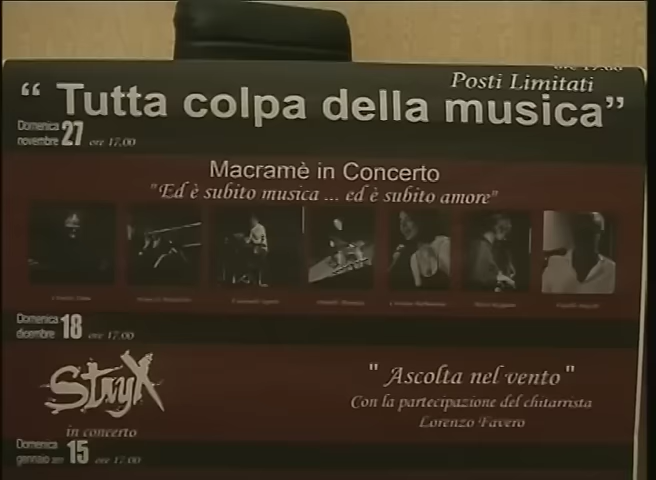 Posti Limitati
“ Tutta colpa della musica”
Domenica
novembre 27 ore 17.00
Macramè in Concerto
"Ed è subito musica ... ed è subito amore"
Domenica
dicembre 18 ore 17.00
StryX
in concerto
" Ascolta nel vento "
Con la partecipazione del chitarrista
Lorenzo Favero
Domenica
gennaio 15 ore 17.00